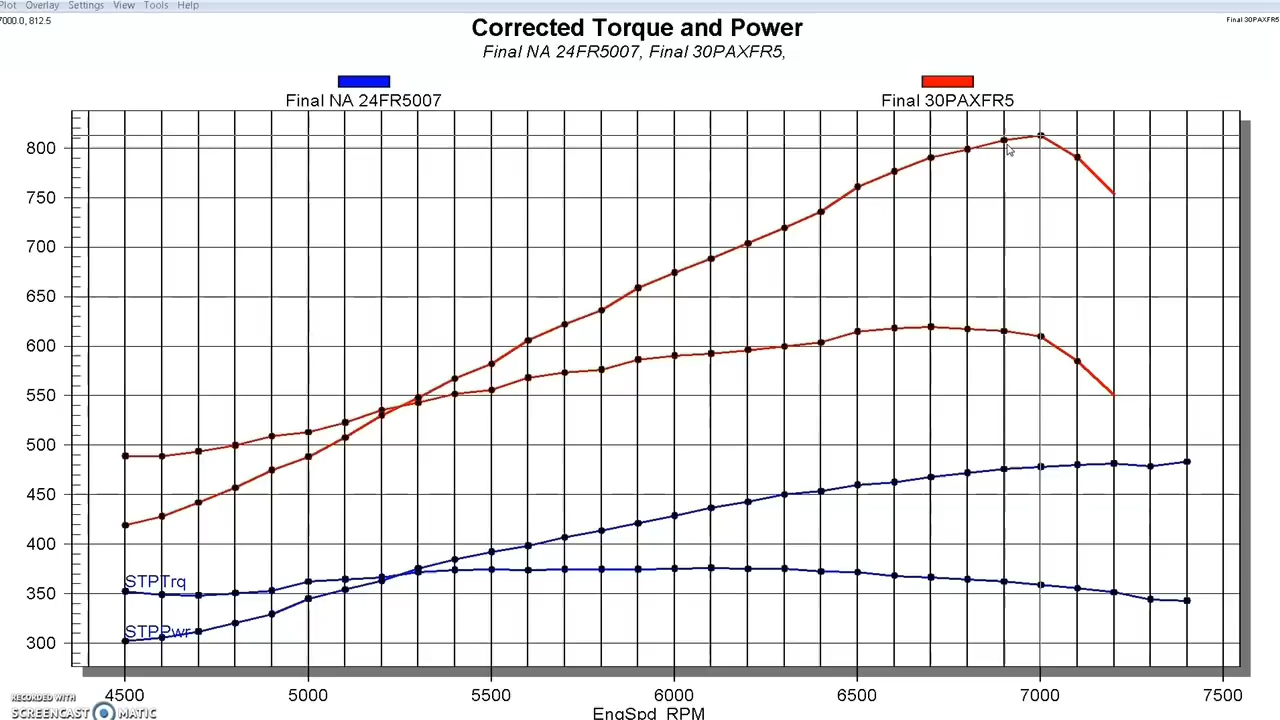 Plot Overlay Settings View Tools Help
7000.0, 812.5
Final 30PAXFR5
Corrected Torque and Power
Final NA 24FR5007, Final 30PAXFR5,
Final NA 24FR5007
Final 30PAXFR5
800
750
700
650
600
550
500
450
400
350
300
STPTrq
STPPwr
4500 5000 5500 6000 6500 7000 7500
EngSpd RPM
RECORDED WITH
SCREENCAST MATIC